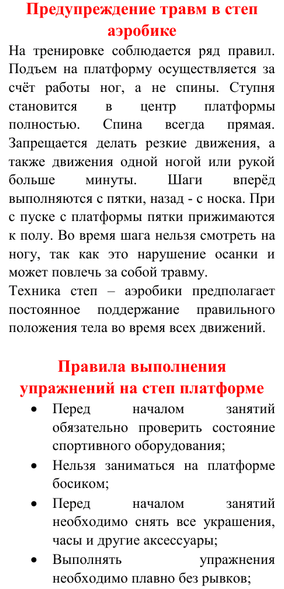 Предупреждение травм в степ
аэробике
На тренировке соблюдается ряд правил.
Подъем на платформу осуществляется за
счёт работы ног, а не спины. Ступня
становится в центр платформы
полностью. Спина всегда прямая.
Запрещается делать резкие движения, а
также движения одной ногой или рукой
больше минуты. Шаги вперёд
выполняются с пятки, назад - с носка. При
с пуске с платформы пятки прижимаются
к полу. Во время шага нельзя смотреть на
ногу, так как это нарушение осанки и
может повлечь за собой травму.
Техника степ – аэробики предполагает
постоянное поддержание правильного
положения тела во время всех движений.
Правила выполнения
упражнений на степ платформе
• Перед началом занятий
обязательно проверить состояние
спортивного оборудования;
• Нельзя заниматься на платформе
босиком;
• Перед началом занятий
необходимо снять все украшения,
часы и другие аксессуары;
• Выполнять упражнения
необходимо плавно без рывков;